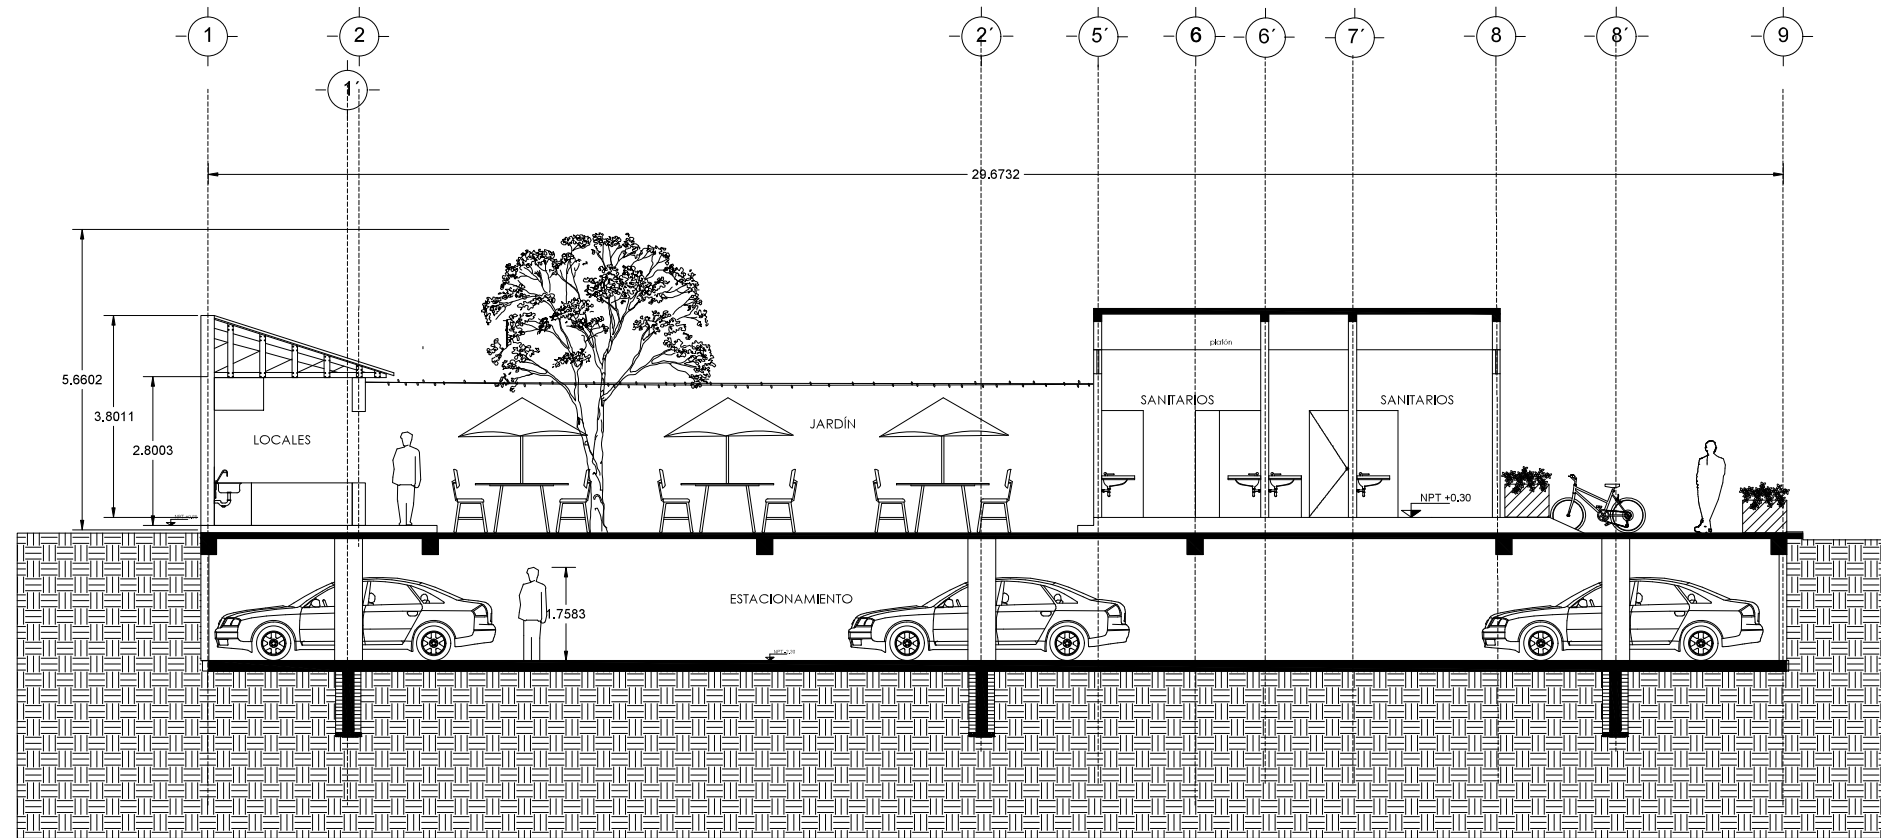 1 2 2´ 5´ 6 6´ 7´ 8 8´ 9
1´
29.6732
plafón
5.6602
SANITARIOS SANITARIOS
3.8011
JARDÍN
LOCALES
2.8003
NPT +0.30
ESTACIONAMIENTO
1.7583